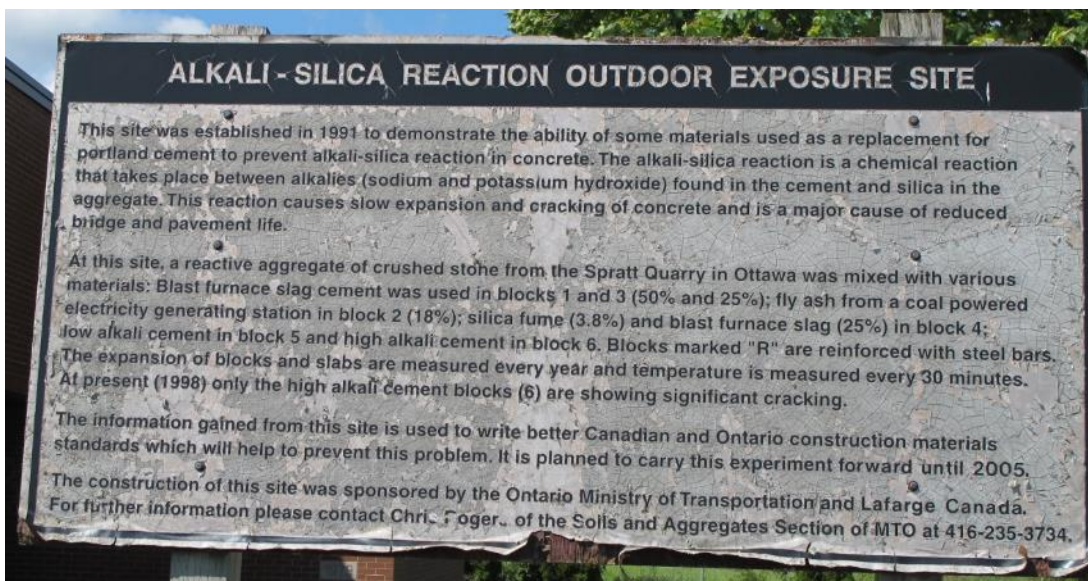 ALKALI-SILICA REACTION OUTDOOR EXPOSURE SITE
This site was established in 1991 to demonstrate the ability of some materials used as a replacement for
portland cement to prevent alkali-silica reaction in concrete. The alkali-silica reaction is a chemical reaction
that takes place between alkalies (sodium and potassium hydroxide) found in the cement and silica in the
aggregate. This reaction causes slow expansion and cracking of concrete and is a major cause of reduced
bridge and pavement life.
At this site, a reactive aggregate of crushed stone from the Spratt Quarry in Ottawa was mixed with various
materials: Blast furnace slag cement was used in blocks 1 and 3 (50% and 25%); fly ash from a coal powered
electricity generating station in block 2 (18%); silica fume (3.8%) and blast furnace slag (25%) in block 4;
low alkali cement in block 5 and high alkali cement in block 6. Blocks marked "R" are reinforced with steel bars.
The expansion of blocks and slabs are measured every year and temperature is measured every 30 minutes.
At present (1998) only the high alkali cement blocks (6) are showing significant cracking.
The information gained from this site is used to write better Canadian and Ontario construction materials
standards which will help to prevent this problem. It is planned to carry this experiment forward until 2005.
The construction of this site was sponsored by the Ontario Ministry of Transportation and Lafarge Canada.
For further information please contact of the Soils and Aggregates Section of MTO at 416-235-3734.